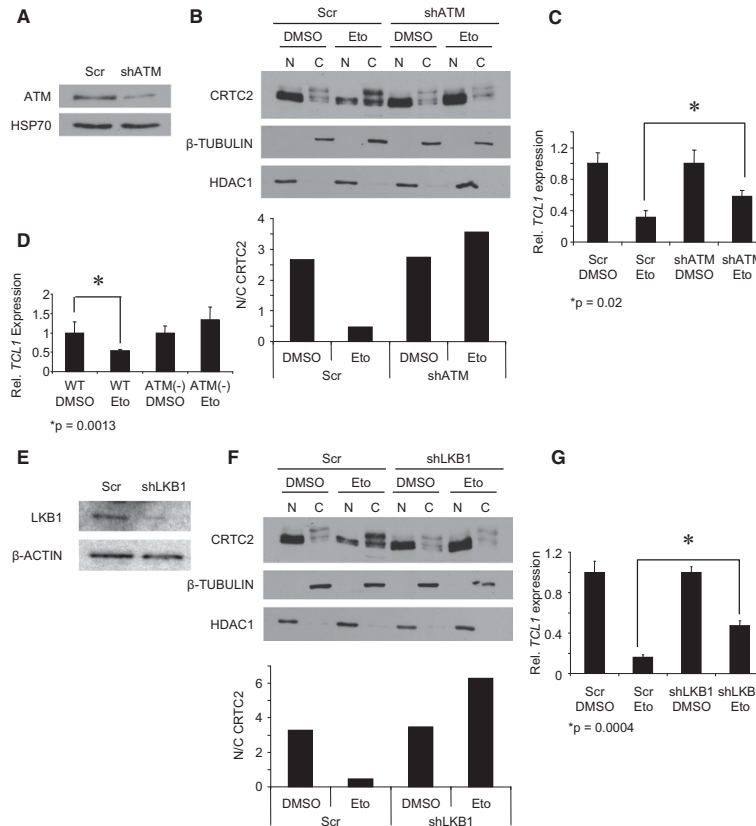 A
Scr shATM
ATM
HSP70
B
Scr shATM
DMSO Eto DMSO Eto
N C N C N C N C
CRTC2
β-TUBULIN
HDAC1
N/C CRTC2
4
3
2
1
0
DMSO Eto DMSO Eto
Scr shATM
C
*
Rel. TCL1 expression
1.2
0.8
0.4
0
Scr DMSO
Scr Eto
shATM DMSO
shATM Eto
*p = 0.02
D
*
Rel. TCL1 Expression
2
1.5
1
0.5
0
WT DMSO
WT Eto
ATM(-) DMSO
ATM(-) Eto
*p = 0.0013
E
Scr shLKB1
LKB1
β-ACTIN
F
Scr shLKB1
DMSO Eto DMSO Eto
N C N C N C N C
CRTC2
β-TUBULIN
HDAC1
N/C CRTC2
6
4
2
0
DMSO Eto DMSO Eto
Scr shLKB1
G
*
Rel. TCL1 expression
1.2
0.8
0.4
0
Scr DMSO
Scr Eto
shLKB1 DMSO
shLKB Eto
*p = 0.0004